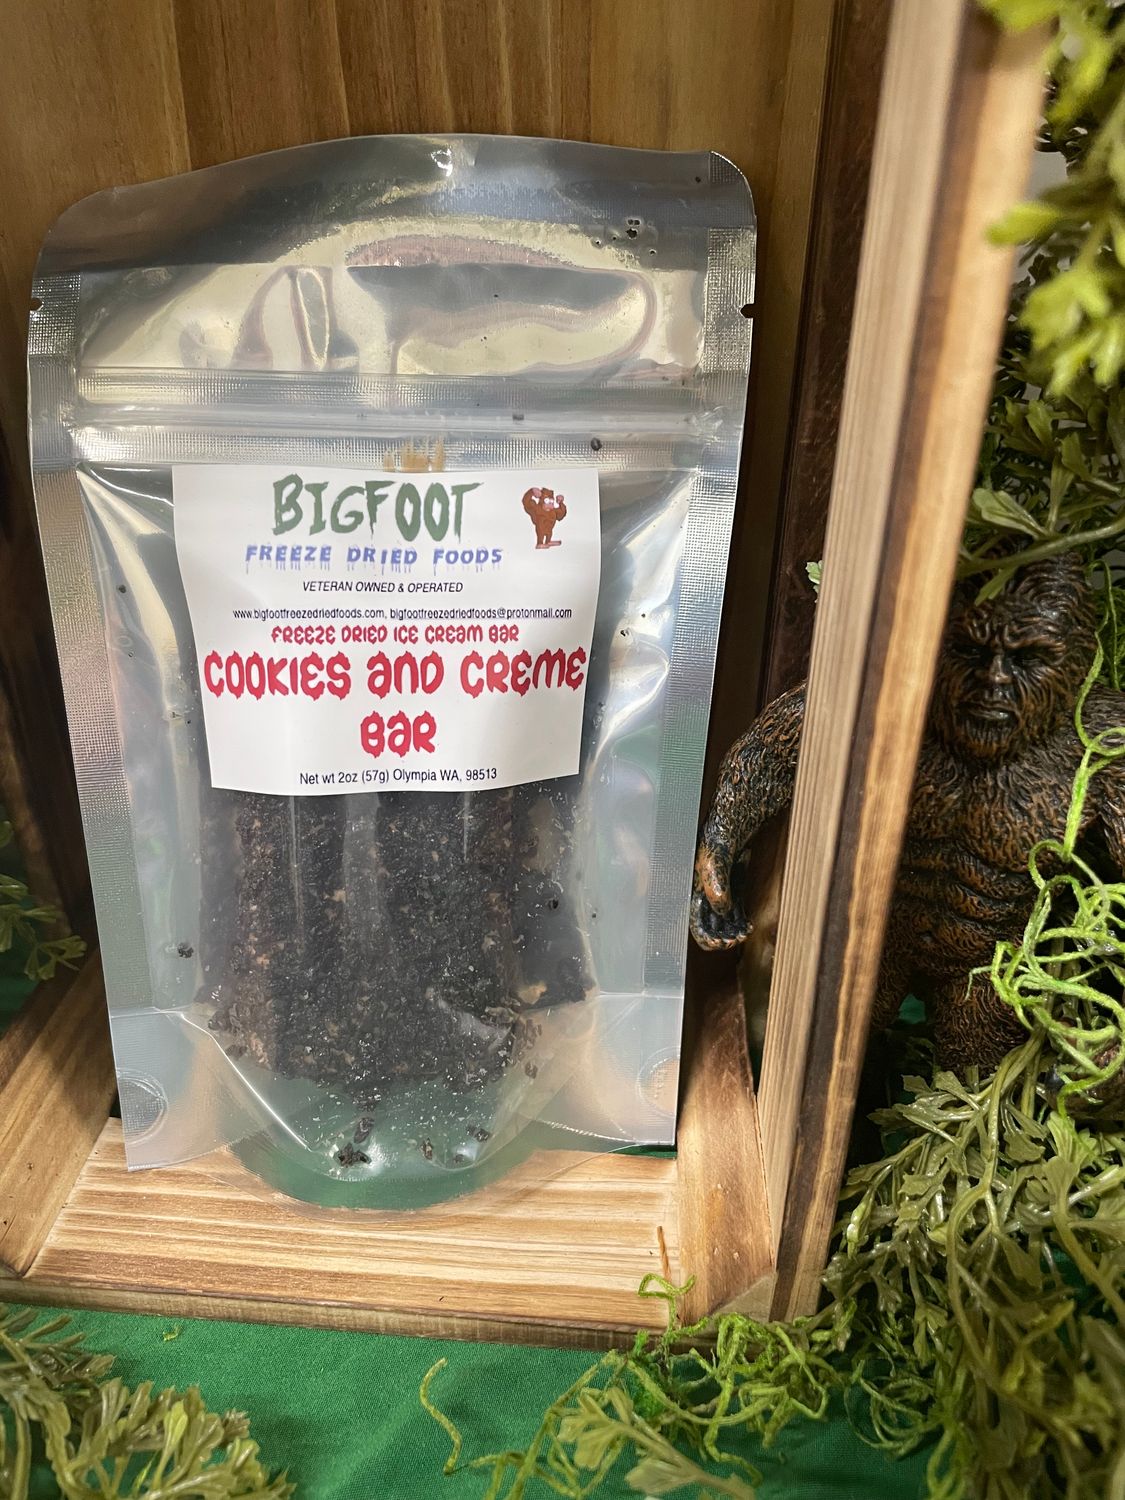 BIGFOOT
FREEZE DRIED FOODS
VETERAN OWNED & OPERATED
www.bigfootfreezedriedfoods.com, bigfootfreezedriedfoods@protonmail.com
FREEZE DRIED ICE CREAM BAR
COOKIES AND CREME
BAR
Net wt 2oz (57g) Olympia WA, 98513